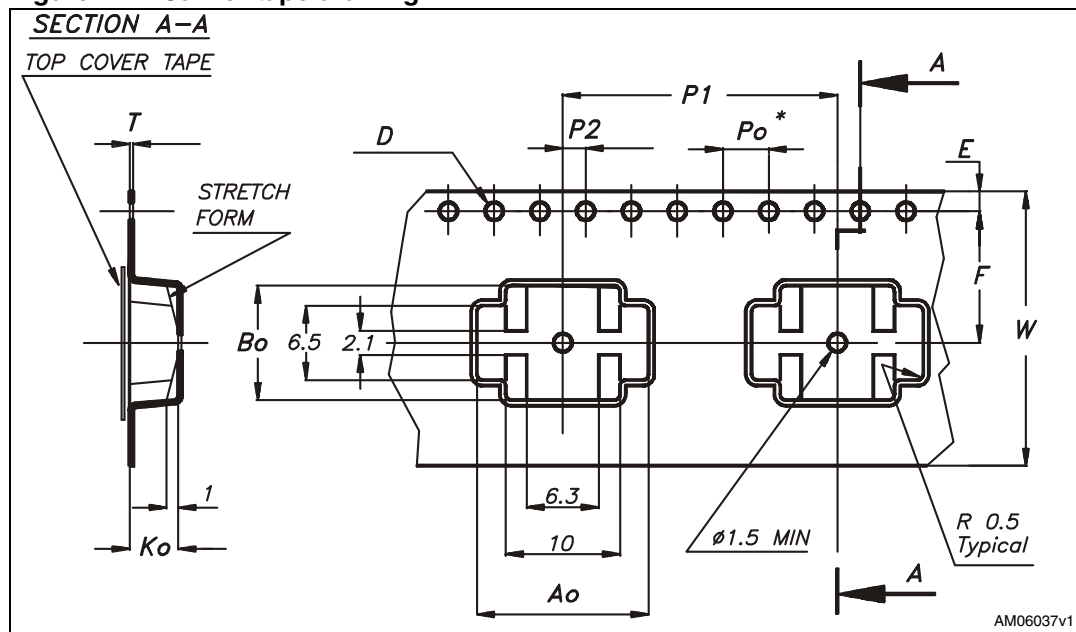 SECTION A-A
TOP COVER TAPE
T
STRETCH
FORM
D
P2
P1
Po *
A
E
F
W
Bo
6.5
2.1
1
Ko
6.3
10
Ao
ø1.5 MIN
R 0.5
Typical
A
AM06037v1